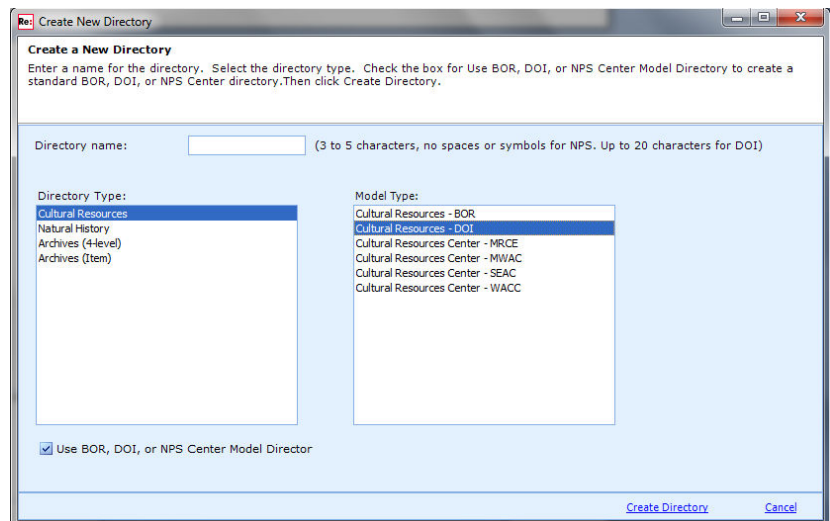 Re: Create New Directory
Create a New Directory
Enter a name for the directory. Select the directory type. Check the box for Use BOR, DOI, or NPS Center Model Directory to create a
standard BOR, DOI, or NPS Center directory.Then click Create Directory.
Directory name: (3 to 5 characters, no spaces or symbols for NPS. Up to 20 characters for DOI)
Directory Type:
Cultural Resources
Natural History
Archives (4-level)
Archives (Item)
Model Type:
Cultural Resources - BOR
Cultural Resources - DOI
Cultural Resources Center - MRCE
Cultural Resources Center - MWAC
Cultural Resources Center - SEAC
Cultural Resources Center - WACC
Use BOR, DOI, or NPS Center Model Director
Create Directory Cancel